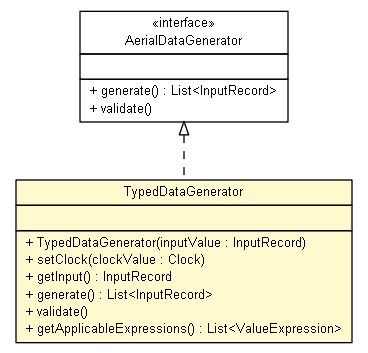 «interface»
AerialDataGenerator
+ generate() : List<InputRecord>
+ validate()
TypedDataGenerator
+ TypedDataGenerator(inputValue : InputRecord)
+ setClock(clockValue : Clock)
+ getInput() : InputRecord
+ generate() : List<InputRecord>
+ validate()
+ getApplicableExpressions() : List<ValueExpression>